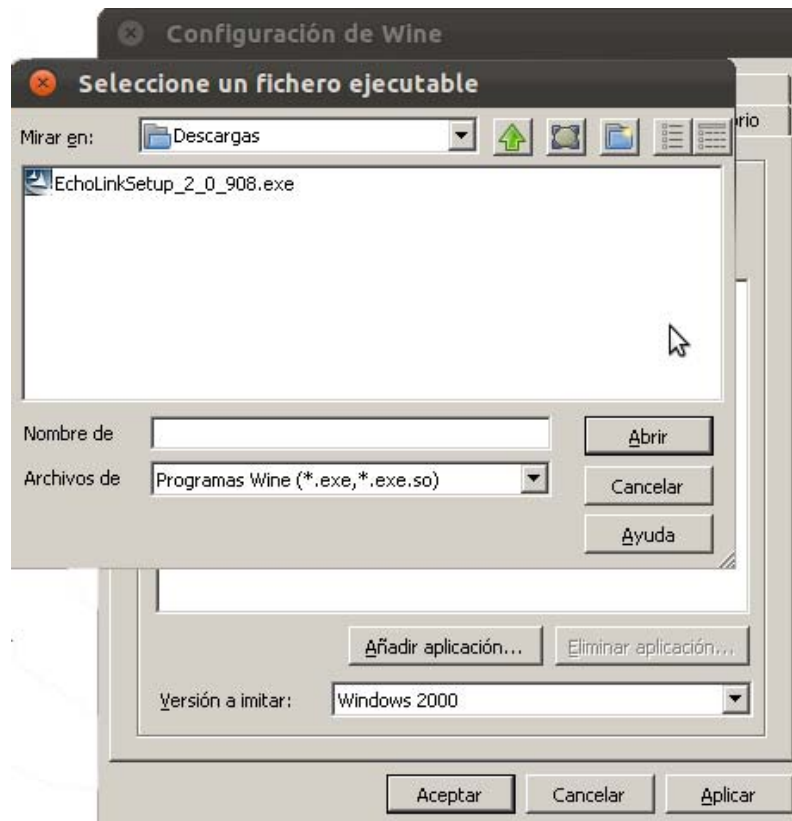 Configuración de Wine
Seleccione un fichero ejecutable
Mirar en: Descargas
EchoLinkSetup_2_0_908.exe
Nombre de
Abrir
Archivos de Programas Wine (*.exe,*.exe.so)
Cancelar
Ayuda
Añadir aplicación... Eliminar aplicación...
Versión a imitar: Windows 2000
Aceptar Cancelar Aplicar